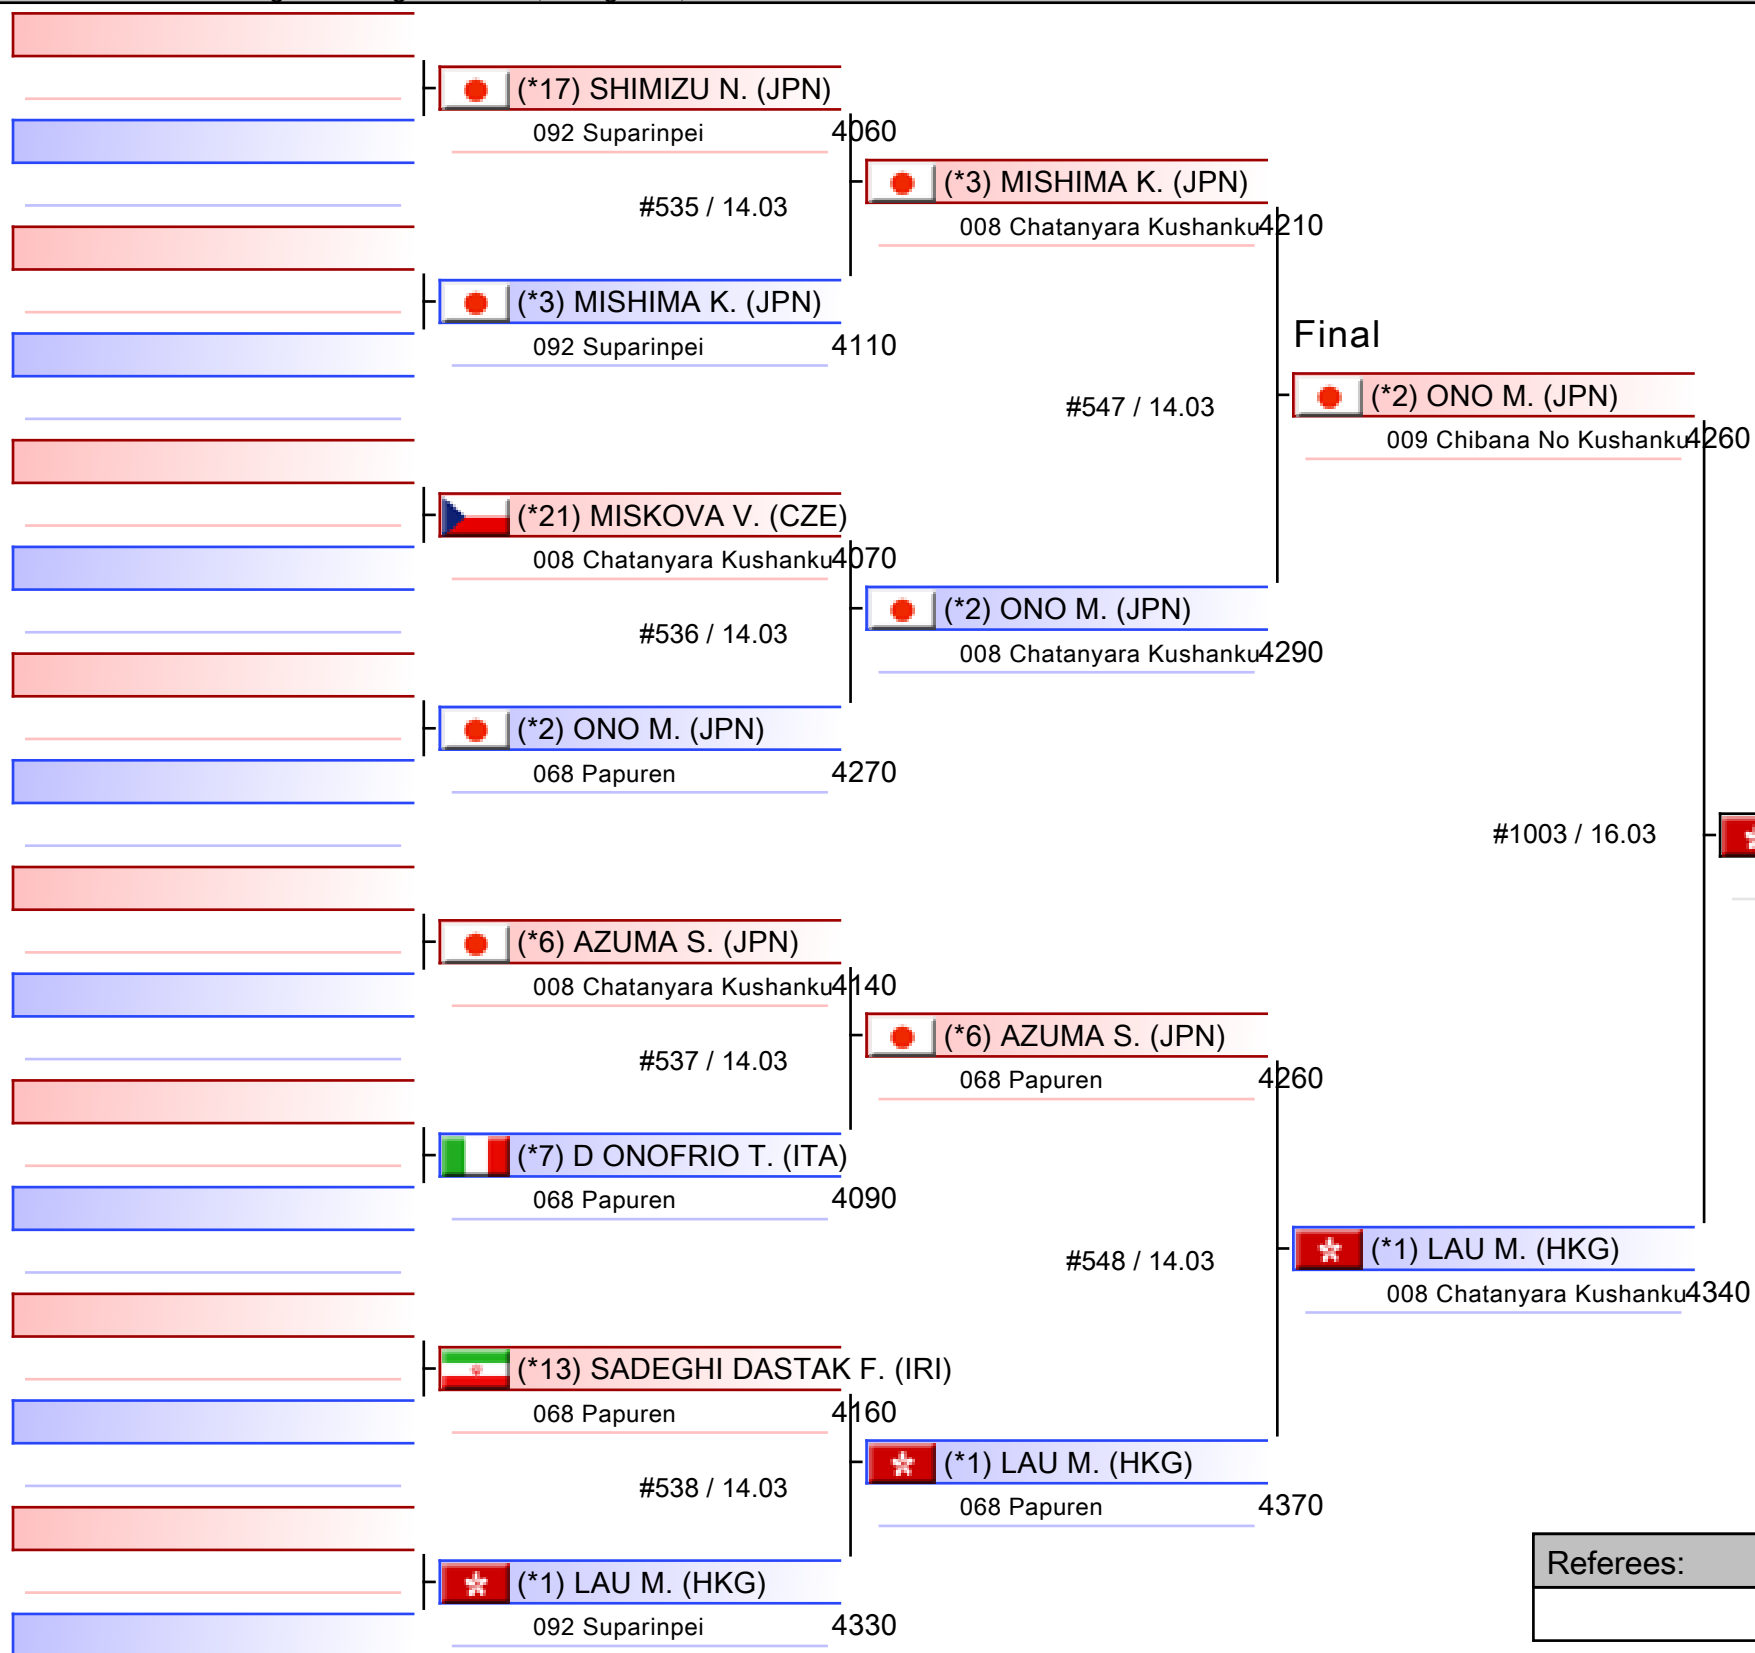 (*17) SHIMIZU N. (JPN)
092 Suparinpei 4060
#535 / 14.03
(*3) MISHIMA K. (JPN)
092 Suparinpei 4110
(*3) MISHIMA K. (JPN)
008 Chatanyara Kushanku 4210
#547 / 14.03
(*21) MISKOVA V. (CZE)
008 Chatanyara Kushanku 4070
#536 / 14.03
(*2) ONO M. (JPN)
068 Papuren 4270
(*2) ONO M. (JPN)
008 Chatanyara Kushanku 4290
Final
(*2) ONO M. (JPN)
009 Chibana No Kushanku 4260
#1003 / 16.03
(*6) AZUMA S. (JPN)
008 Chatanyara Kushanku 4140
#537 / 14.03
(*7) D ONOFRIO T. (ITA)
068 Papuren 4090
(*6) AZUMA S. (JPN)
068 Papuren 4260
#548 / 14.03
(*13) SADEGHI DASTAK F. (IRI)
068 Papuren 4160
#538 / 14.03
(*1) LAU M. (HKG)
092 Suparinpei 4330
(*1) LAU M. (HKG)
068 Papuren 4370
(*1) LAU M. (HKG)
008 Chatanyara Kushanku 4340
Referees: